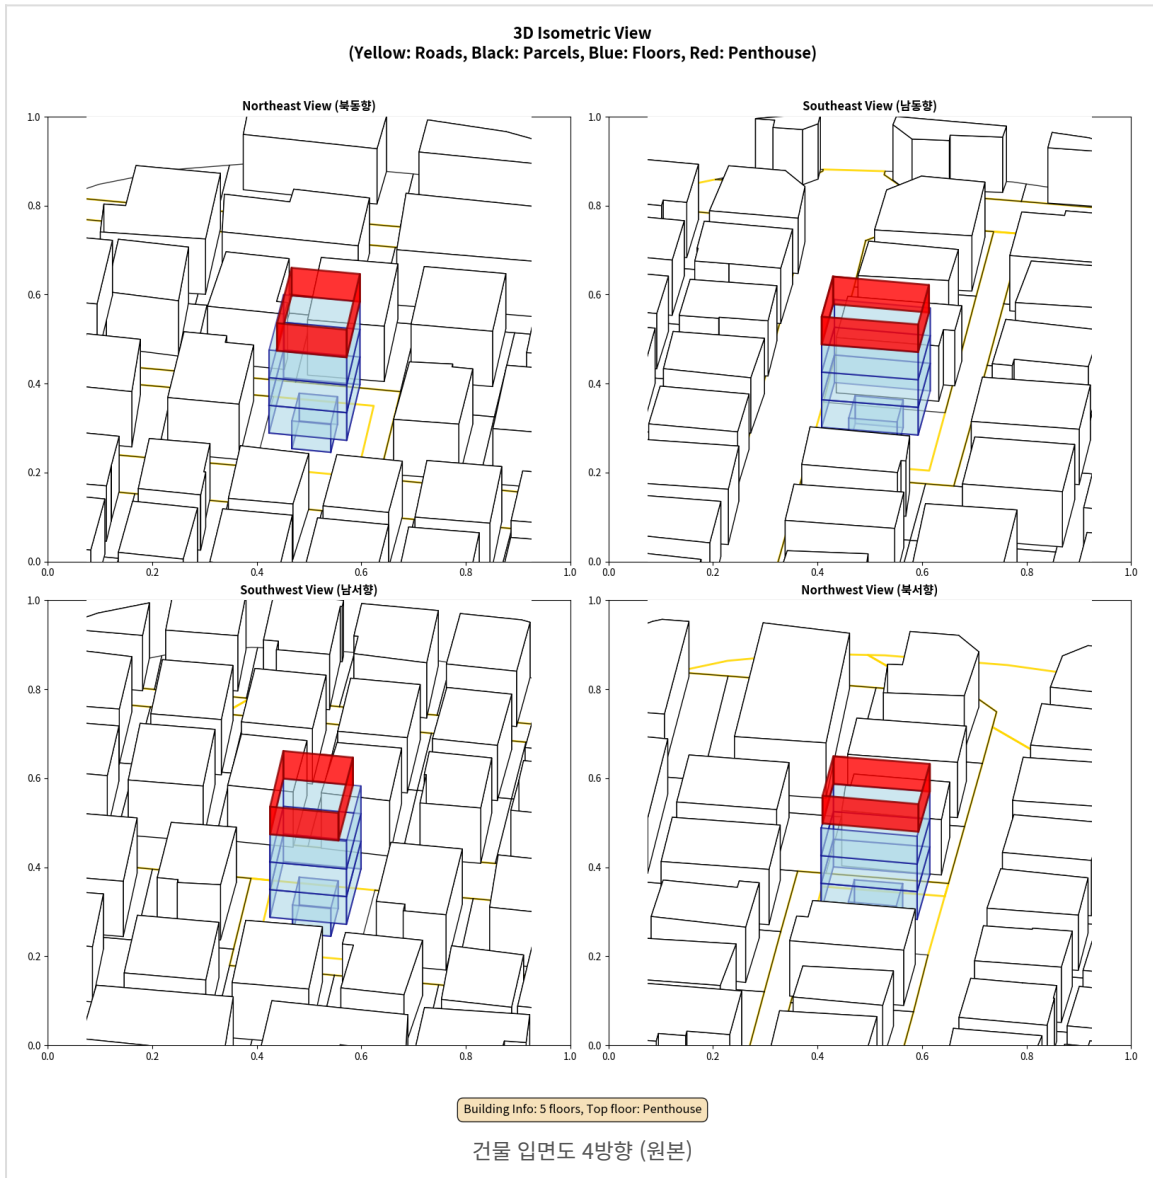 3D Isometric View
(Yellow: Roads, Black: Parcels, Blue: Floors, Red: Penthouse)
Northeast View (북동향)
1.0
0.8
0.6
0.4
0.2
0.0
0.0 0.2 0.4 0.6 0.8 1.0
Southeast View (남동향)
1.0
0.8
0.6
0.4
0.2
0.0
0.0 0.2 0.4 0.6 0.8 1.0
Southwest View (남서향)
1.0
0.8
0.6
0.4
0.2
0.0
0.0 0.2 0.4 0.6 0.8 1.0
Northwest View (북서향)
1.0
0.8
0.6
0.4
0.2
0.0
0.0 0.2 0.4 0.6 0.8 1.0
Building Info: 5 floors, Top floor: Penthouse
건물 입면도 4방향 (원본)